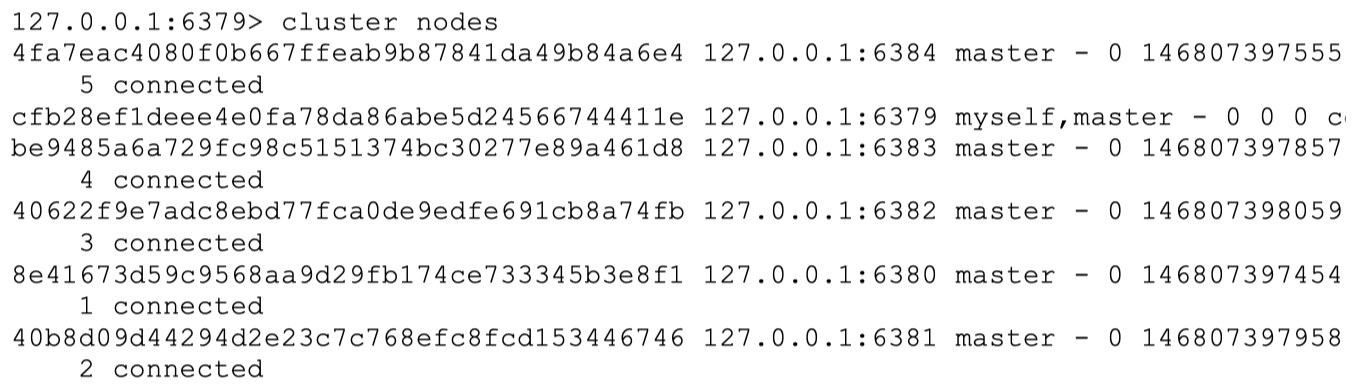 127.0.0.1:6379> cluster nodes
4fa7eac4080f0b667ffeab9b87841da49b84a6e4 127.0.0.1:6384 master - 0 146807397555
5 connected
cfb28ef1deee4e0fa78da86abe5d24566744411e 127.0.0.1:6379 myself,master - 0 0 0 c
be9485a6a729fc98c5151374bc30277e89a461d8 127.0.0.1:6383 master - 0 146807397857
4 connected
40622f9e7adc8ebd77fca0de9edfe691cb8a74fb 127.0.0.1:6382 master - 0 146807398059
3 connected
8e41673d59c9568aa9d29fb174ce733345b3e8f1 127.0.0.1:6380 master - 0 146807397454
1 connected
40b8d09d44294d2e23c7c768efc8fcd153446746 127.0.0.1:6381 master - 0 146807397958
2 connected